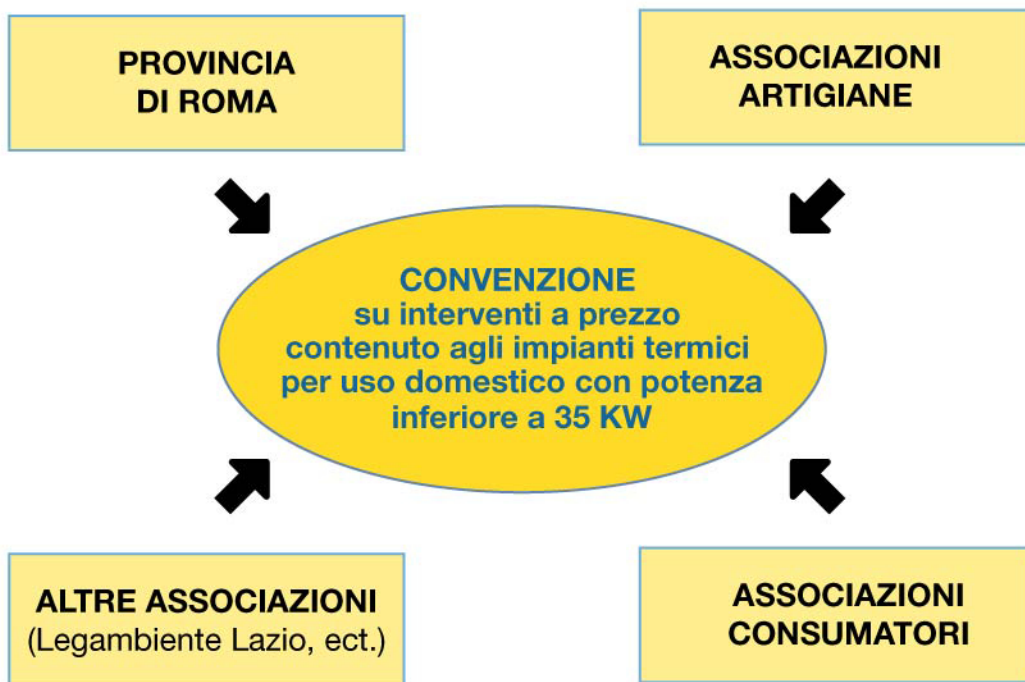 PROVINCIA
DI ROMA
ASSOCIAZIONI
ARTIGIANE
CONVENZIONE
su interventi a prezzo
contenuto agli impianti termici
per uso domestico con potenza
inferiore a 35 KW
ALTRE ASSOCIAZIONI
(Legambiente Lazio, ect.)
ASSOCIAZIONI
CONSUMATORI